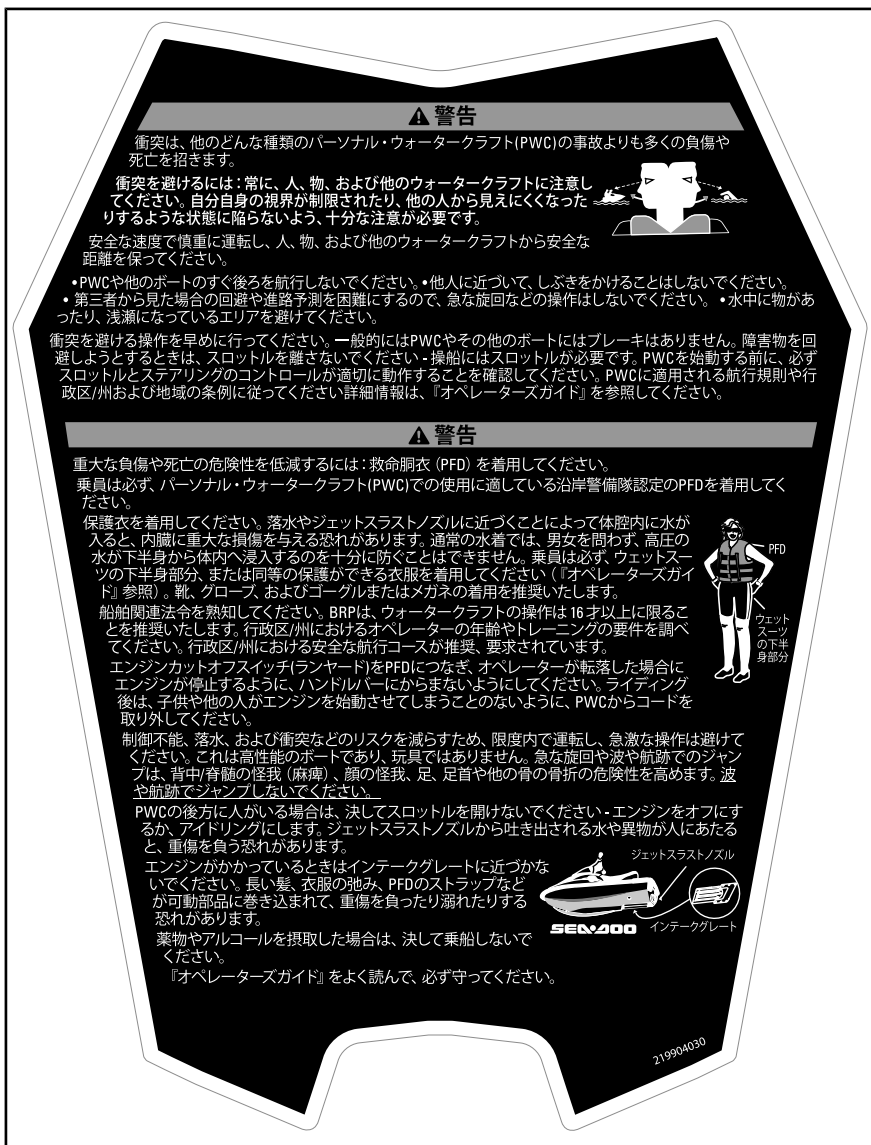 ⚠ 警告
衝突は、他のどんな種類のパーソナル・ウォータークラフト(PWC)の事故よりも多くの負傷や
死亡を招きます。
衝突を避けるには：常に、人、物、および他のウォータークラフトに注意し
てください。自分自身の視界が制限されたり、他の人から見えにくくなった
りするような状態に陥らないよう、十分な注意が必要です。
安全な速度で慎重に運転し、人、物、および他のウォータークラフトから安全な
距離を保ってください。
•PWCや他のボートのすぐ後ろを航行しないでください。•他人に近づいて、しぶきをかけることはしないでください。
• 第三者から見た場合の回避や進路予測を困難にするので、急な旋回などの操作はしないでください。 •水中に物があ
ったり、浅瀬になっているエリアを避けてください。
衝突を避ける操作を早めに行ってください。一般的にはPWCやその他のボートにはブレーキはありません。障害物を回
避しようとするときは、スロットルを離さないでください - 操船にはスロットルが必要です。PWCを始動する前に、必ず
スロットルとステアリングのコントロールが適切に動作することを確認してください。PWCに適用される航行規則や行
政区/州および地域の条例に従ってください詳細情報は、『オペレーターズガイド』を参照してください。
⚠ 警告
重大な負傷や死亡の危険性を低減するには：救命胴衣（PFD）を着用してください。
乗員は必ず、パーソナル・ウォータークラフト(PWC)での使用に適している沿岸警備隊認定のPFDを着用してく
ださい。
保護衣を着用してください。落水やジェットスラストノズルに近づくことによって体腔内に水が
入ると、内臓に重大な損傷を与える恐れがあります。通常の水着では、男女を問わず、高圧の
水が下半身から体内へ浸入するのを十分に防ぐことはできません。乗員は必ず、ウェットスー
ツの下半身部分、または同等の保護ができる衣服を着用してください（『オペレーターズガイ
ド』参照）。靴、グローブ、およびゴーグルまたはメガネの着用を推奨いたします。
PFD
ウェット
スーツ
の下半
身部分
船舶関連法令を熟知してください。BRPは、ウォータークラフトの操作は16才以上に限るこ
とを推奨いたします。行政区/州におけるオペレーターの年齢やトレーニングの要件を調べ
てください。行政区/州における安全な航行コースが推奨、要求されています。
エンジンカットオフスイッチ(ランヤード)をPFDにつなぎ、オペレーターが転落した場合に
エンジンが停止するように、ハンドルバーにからまないようにしてください。ライディング
後は、子供や他の人がエンジンを始動させてしまうことのないように、PWCからコードを
取り外してください。
制御不能、落水、および衝突などのリスクを減らすため、限度内で運転し、急激な操作は避けて
ください。これは高性能のボートであり、玩具ではありません。急な旋回や波や航跡でのジャン
プは、背中/脊髄の怪我（麻痺）、顔の怪我、足、足首や他の骨の骨折の危険性を高めます。波
や航跡でジャンプしないでください。
PWCの後方に人がいる場合は、決してスロットルを開けないでください - エンジンをオフにす
るか、アイドリングにします。ジェットスラストノズルから吐き出される水や異物が人にあたる
と、重傷を負う恐れがあります。
エンジンがかかっているときはインテークグレートに近づかな
いでください。長い髪、衣服の弛み、PFDのストラップなど
が可動部品に巻き込まれて、重傷を負ったり溺れたりする
恐れがあります。
ジェットスラストノズル
SEA-DOO
インテークグレート
薬物やアルコールを摂取した場合は、決して乗船しないで
ください。
『オペレーターズガイド』をよく読んで、必ず守ってください。
219904030